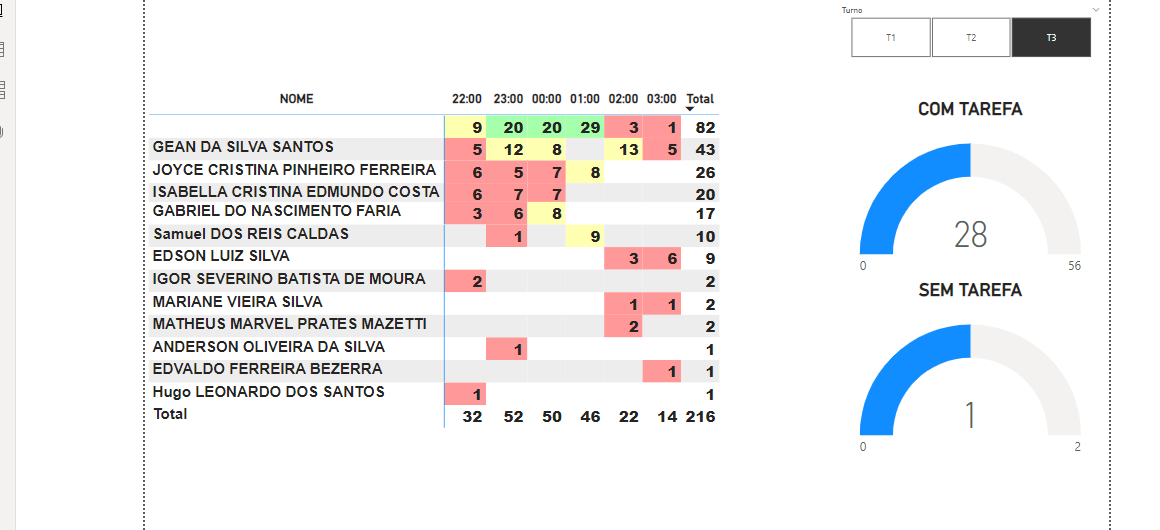 Turno
T1 T2 T3
NOME 22:00 23:00 00:00 01:00 02:00 03:00 Total
9 20 20 29 3 1 82
GEAN DA SILVA SANTOS 5 12 8 13 5 43
JOYCE CRISTINA PINHEIRO FERREIRA 6 5 7 8 26
ISABELLA CRISTINA EDMUNDO COSTA 6 7 7 20
GABRIEL DO NASCIMENTO FARIA 3 6 8 17
Samuel DOS REIS CALDAS 1 9 10
EDSON LUIZ SILVA 3 6 9
IGOR SEVERINO BATISTA DE MOURA 2 2
MARIANE VIEIRA SILVA 1 1 2
MATHEUS MARVEL PRATES MAZETTI 2 2
ANDERSON OLIVEIRA DA SILVA 1 1
EDVALDO FERREIRA BEZERRA 1 1
Hugo LEONARDO DOS SANTOS 1 1
Total 32 52 50 46 22 14 216
COM TAREFA
28
0 56
SEM TAREFA
1
0 2